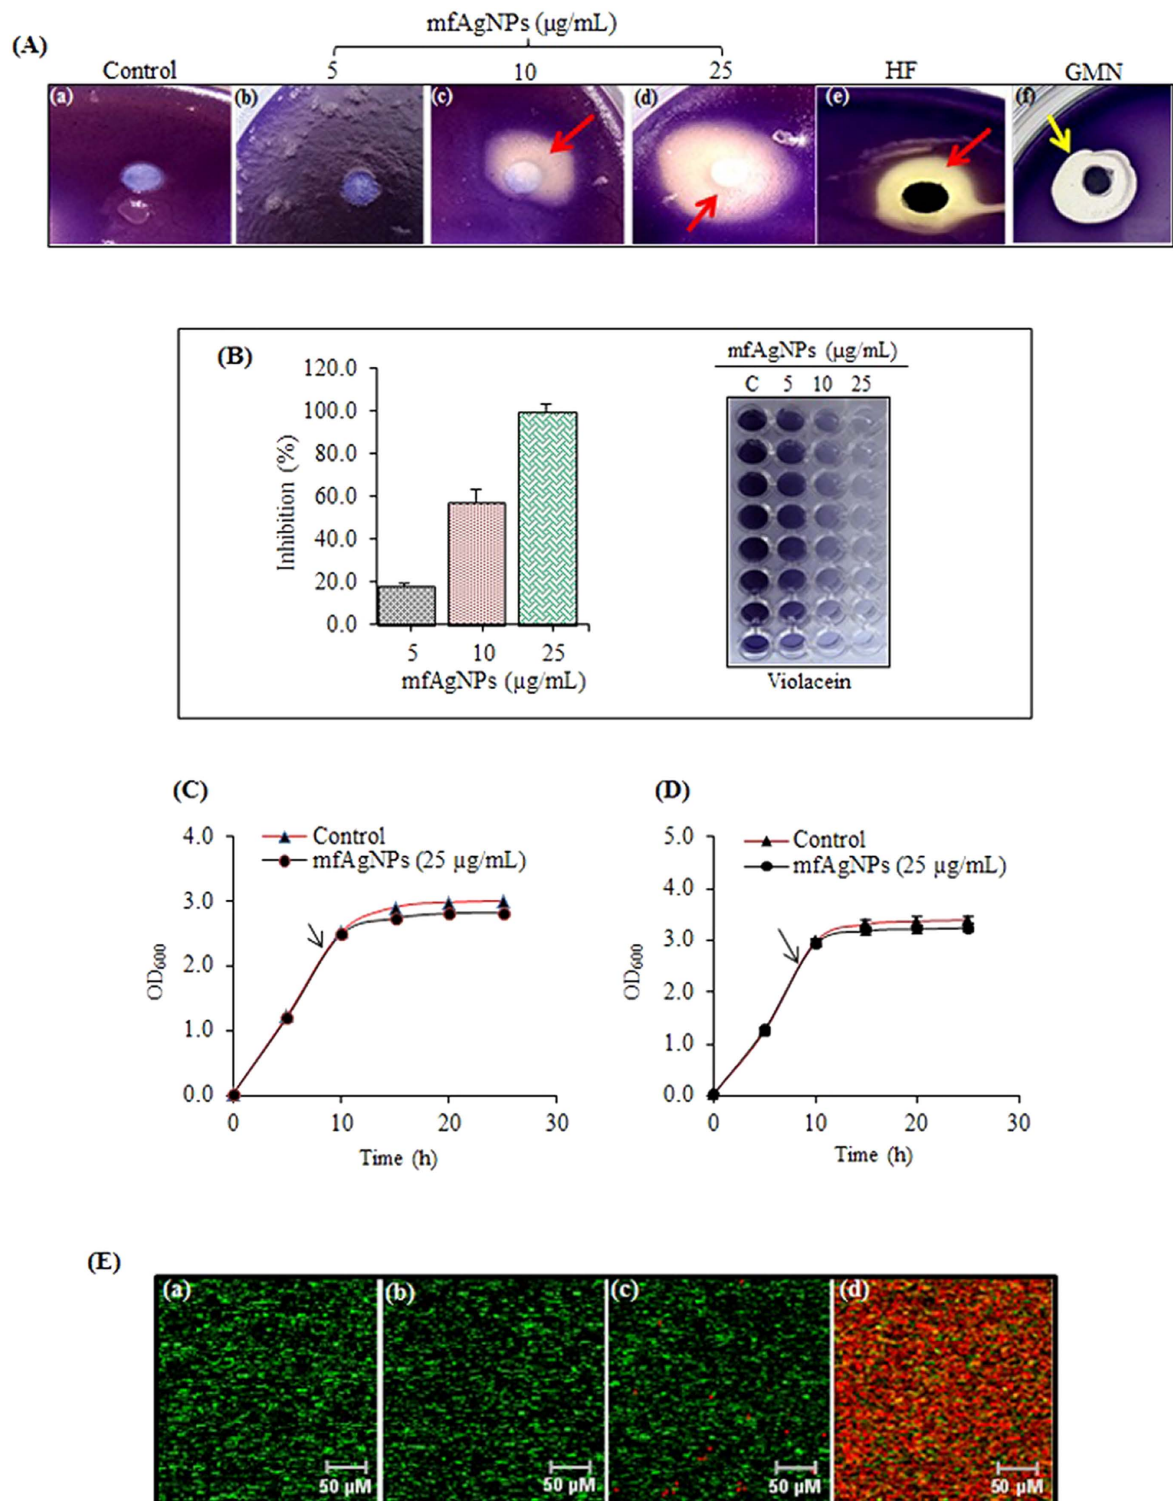 mfAgNPs (µg/mL)
(A)
Control 5 10 25 HF GMN
(a) (b) (c) (d) (e) (f)
(B)
mfAgNPs (µg/mL)
C 5 10 25
120.0
100.0
80.0
60.0
40.0
20.0
0.0
Inhibition (%)
5 10 25
mfAgNPs (µg/mL)
Violacein
(C)
Control
mfAgNPs (25 µg/mL)
4.0
3.0
2.0
1.0
0.0
OD600
0 10 20 30
Time (h)
(D)
Control
mfAgNPs (25 µg/mL)
5.0
4.0
3.0
2.0
1.0
0.0
OD600
0 10 20 30
Time (h)
(E)
(a) (b) (c) (d)
50 µM 50 µM 50 µM 50 µM